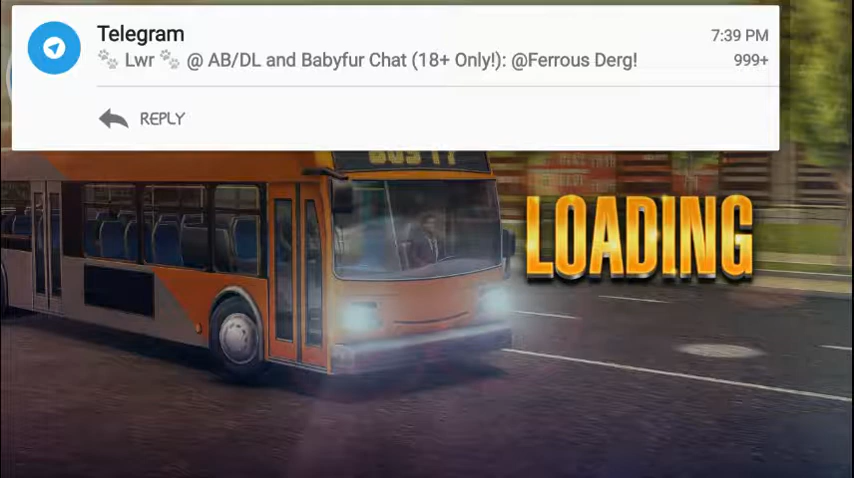 Telegram
7:39 PM
🐾 Lwr 🐾 @ AB/DL and Babyfur Chat (18+ Only!): @Ferrous Derg!
999+
REPLY
LOADING